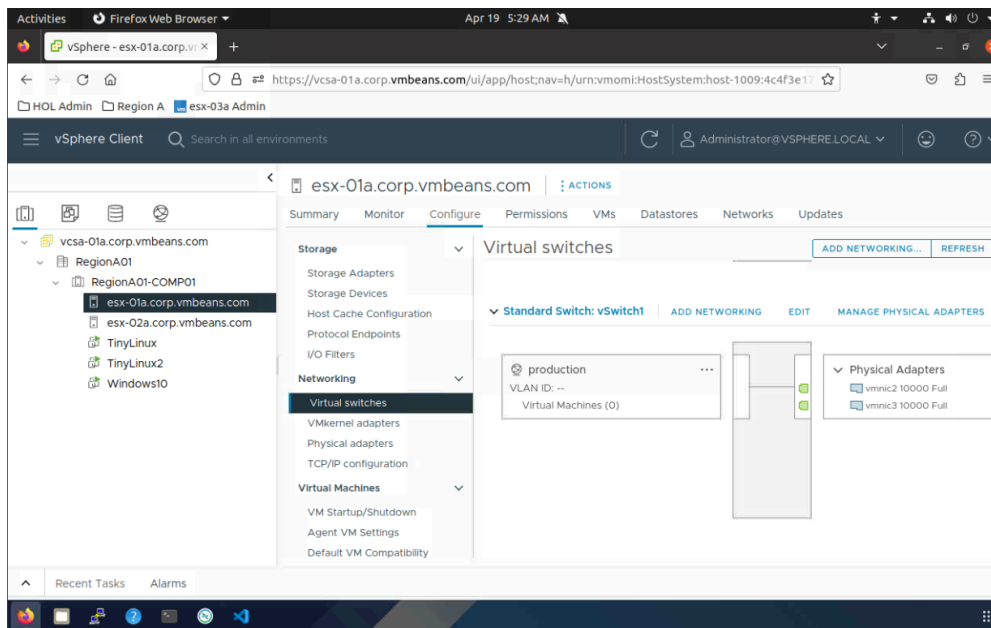 Activities Firefox Web Browser Apr 19 5:29 AM
vSphere - esx-01a.corp.v
https://vcsa-01a.corp.vmbeans.com/ui/app/host;nav=h/urn:vmomi:HostSystem:host-1009:4c4f3e17
HOL Admin Region A esx-03a Admin
vSphere Client Search in all environments Administrator@VSPHERE.LOCAL
esx-01a.corp.vmbeans.com ACTIONS
Summary Monitor Configure Permissions VMs Datastores Networks Updates
vcsa-01a.corp.vmbeans.com
RegionA01
RegionA01-COMP01
esx-01a.corp.vmbeans.com
esx-02a.corp.vmbeans.com
TinyLinux
TinyLinux2
Windows10
Storage
Storage Adapters
Storage Devices
Host Cache Configuration
Protocol Endpoints
I/O Filters
Networking
Virtual switches
VMkernel adapters
Physical adapters
TCP/IP configuration
Virtual Machines
VM Startup/Shutdown
Agent VM Settings
Default VM Compatibility
Virtual switches ADD NETWORKING... REFRESH
Standard Switch: vSwitch1 ADD NETWORKING EDIT MANAGE PHYSICAL ADAPTERS
production ...
VLAN ID: --
Virtual Machines (0)
Physical Adapters
vmnic2 10000 Full
vmnic3 10000 Full
Recent Tasks Alarms